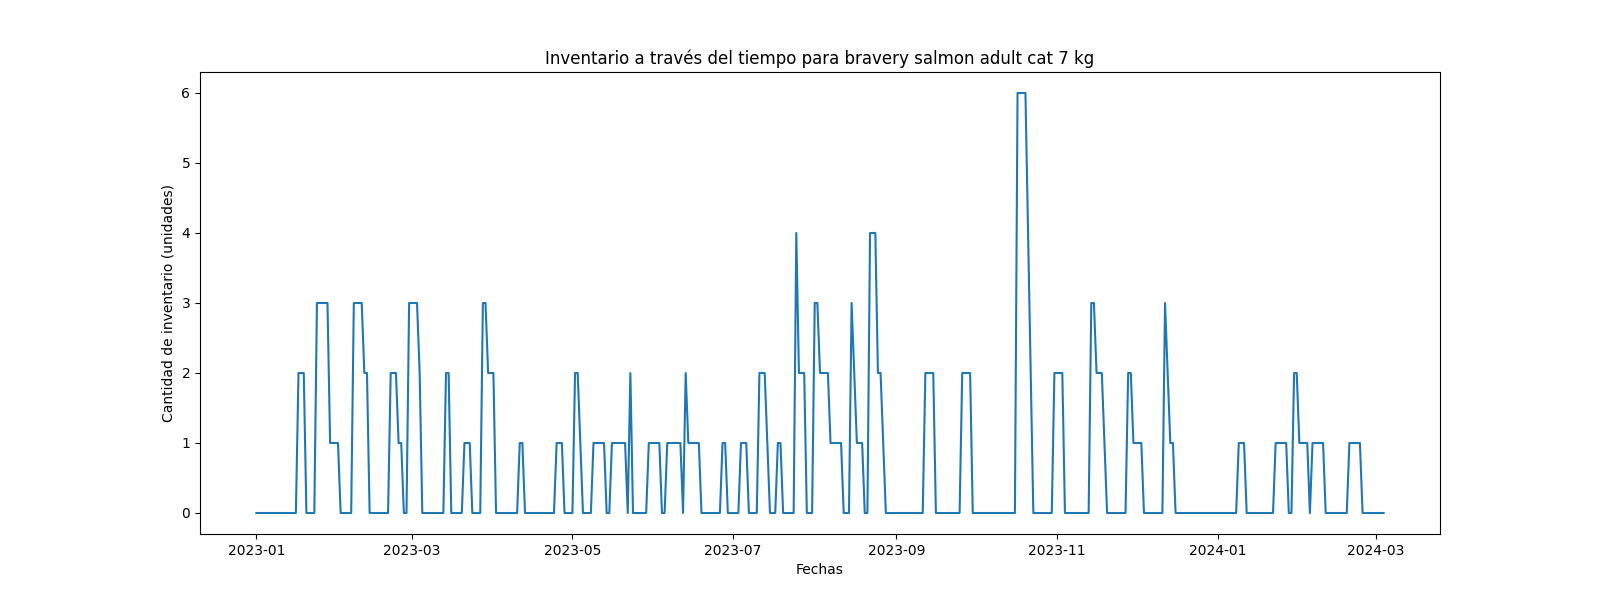 Inventario a través del tiempo para bravery salmon adult cat 7 kg
Cantidad de inventario (unidades)
6
5
4
3
2
1
0
2023-01 2023-03 2023-05 2023-07 2023-09 2023-11 2024-01 2024-03
Fechas